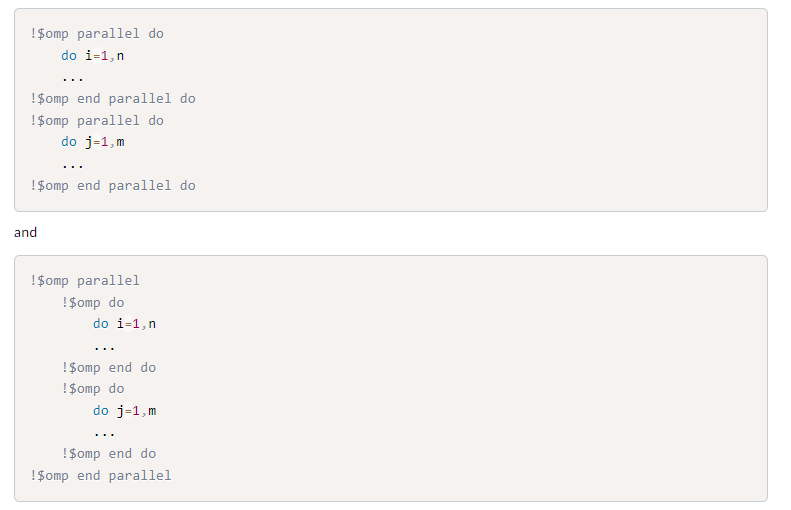 !$omp parallel do
    do i=1,n
    ...
!$omp end parallel do
!$omp parallel do
    do j=1,m
    ...
!$omp end parallel do
and
!$omp parallel
    !$omp do
        do i=1,n
        ...
    !$omp end do
    !$omp do
        do j=1,m
        ...
    !$omp end do
!$omp end parallel